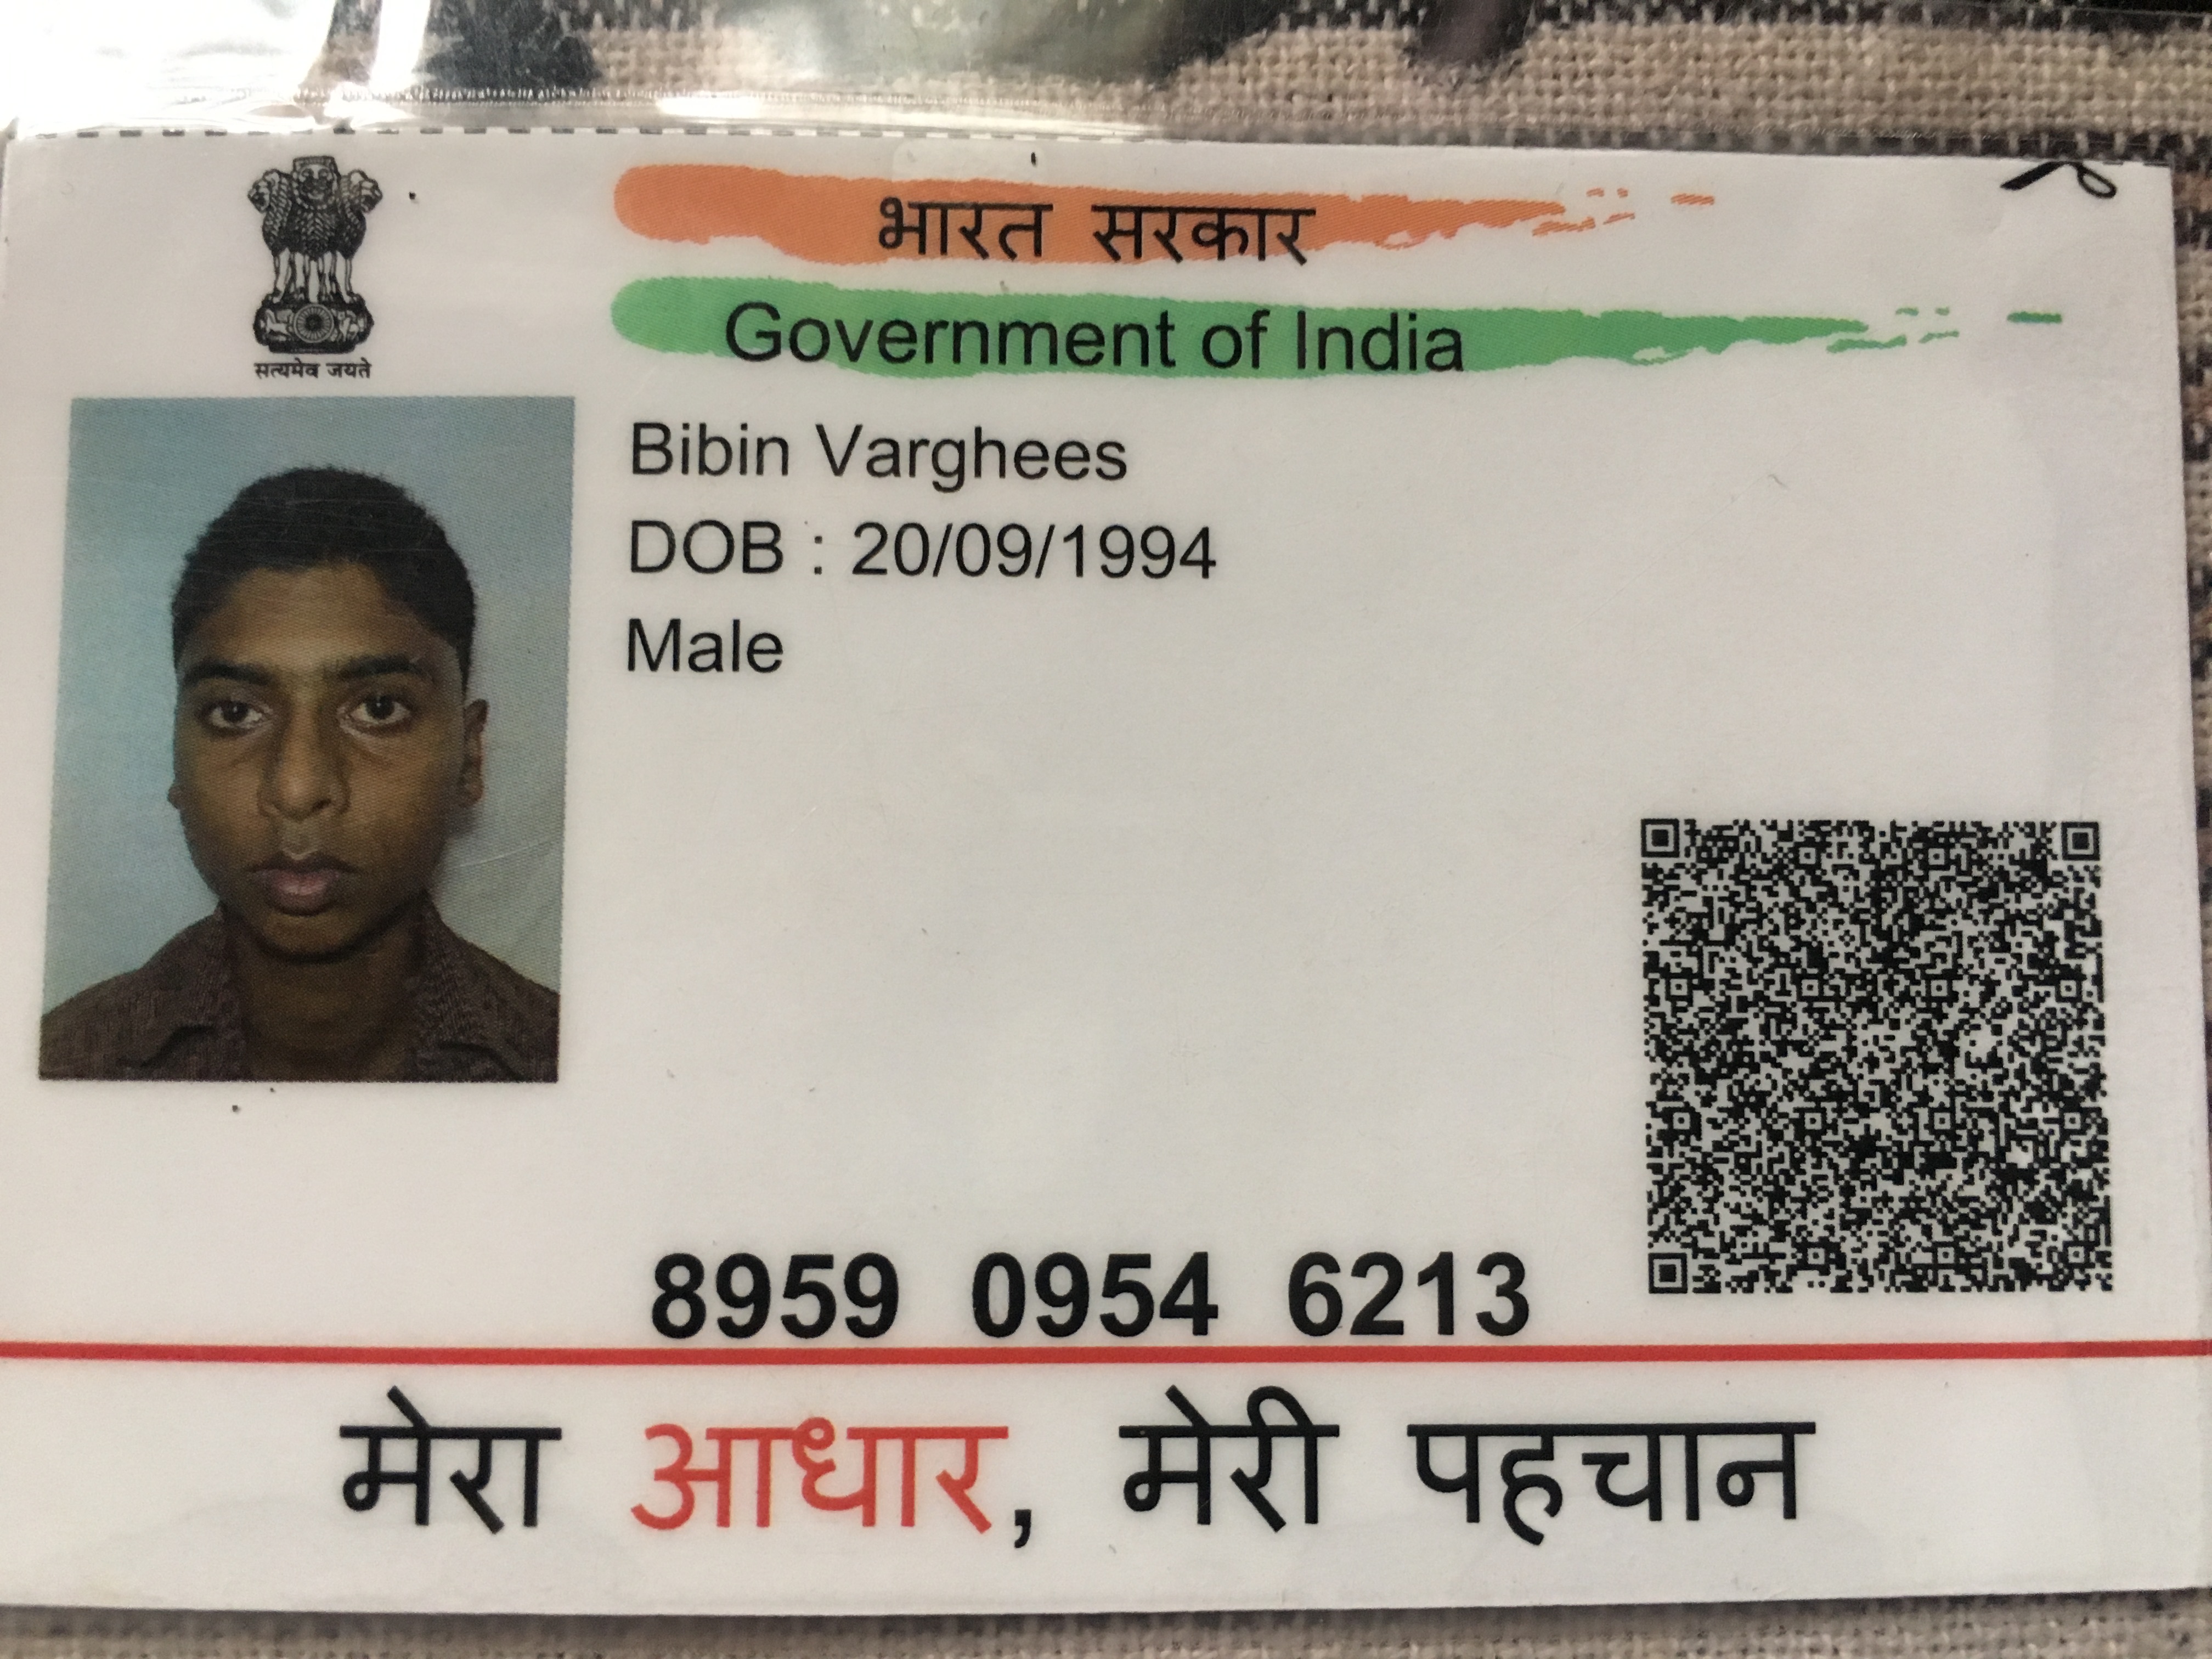 सत्यमेव जयते
भारत सरकार
Government of India
Bibin Varghees
DOB : 20/09/1994
Male
8959 0954 6213
मेरा आधार, मेरी पहचान